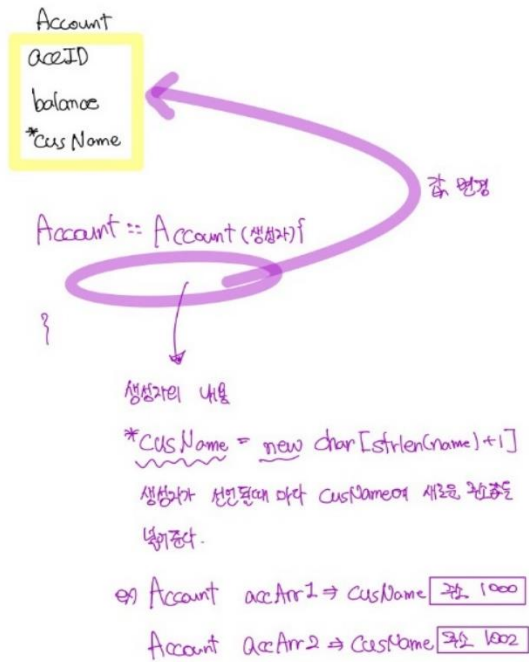 Account
accID
balance
*cusName
값 변경
Account :: Account (생성자){
}
생성자의 내용
*cusName = new char[strlen(name)+1]
생성자가 선언될때 마다 cusName에 새로운 주소를
넣어준다.
ex) Account accArr1 ⇒ cusName 주소 1000
Account accArr2 ⇒ cusName 주소 1002